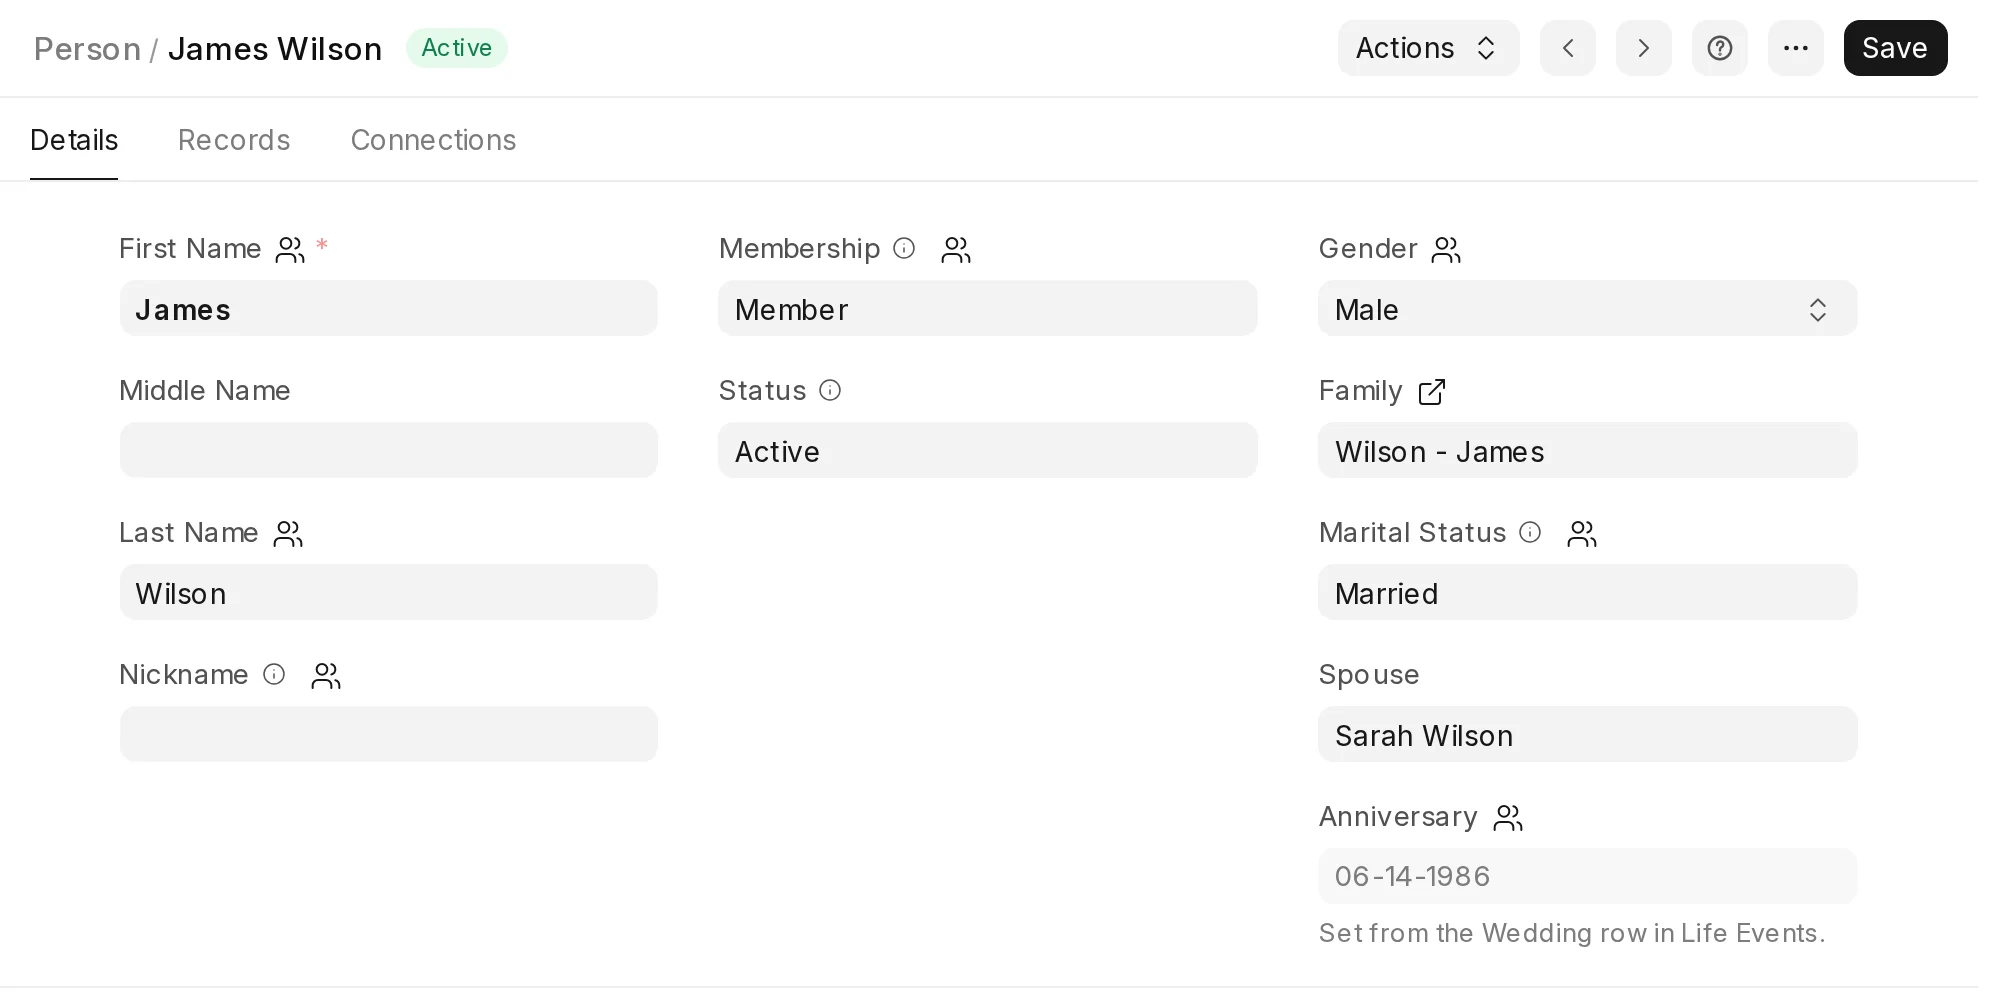 Person / James Wilson Active Actions Save
Details Records Connections
First Name *
James
Middle Name
Last Name
Wilson
Nickname
Membership
Member
Status
Active
Gender
Male
Family
Wilson - James
Marital Status
Married
Spouse
Sarah Wilson
Anniversary
06-14-1986
Set from the Wedding row in Life Events.